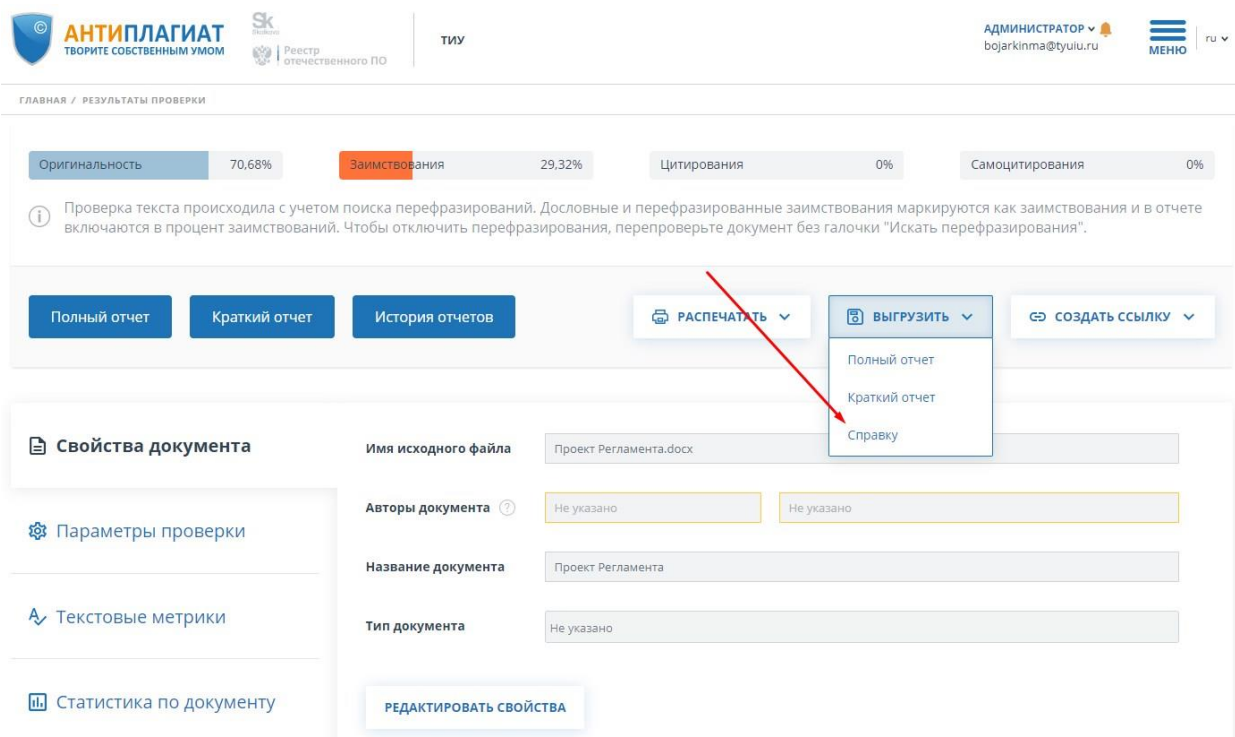 ©
АНТИПЛАГИАТ
ТВОРИТЕ СОБСТВЕННЫМ УМОМ
Sk
Реестр
отечественного ПО
ТИУ
АДМИНИСТРАТОР
bojarkinma@tyuiu.ru
МЕНЮ
ru
ГЛАВНАЯ / РЕЗУЛЬТАТЫ ПРОВЕРКИ
Оригинальность 70,68%
Заимствования 29,32%
Цитирования 0%
Самоцитирования 0%
Проверка текста происходила с учетом поиска перефразирований. Дословные и перефразированные заимствования маркируются как заимствования и в отчете
включаются в процент заимствований. Чтобы отключить перефразирования, перепроверьте документ без галочки "Искать перефразирования".
Полный отчет
Краткий отчет
История отчетов
РАСПЕЧАТАТЬ
ВЫГРУЗИТЬ
СОЗДАТЬ ССЫЛКУ
Полный отчет
Краткий отчет
Справку
Свойства документа
Параметры проверки
Текстовые метрики
Статистика по документу
Имя исходного файла Проект Регламента.docx
Авторы документа ? Не указано Не указано
Название документа Проект Регламента
Тип документа Не указано
РЕДАКТИРОВАТЬ СВОЙСТВА